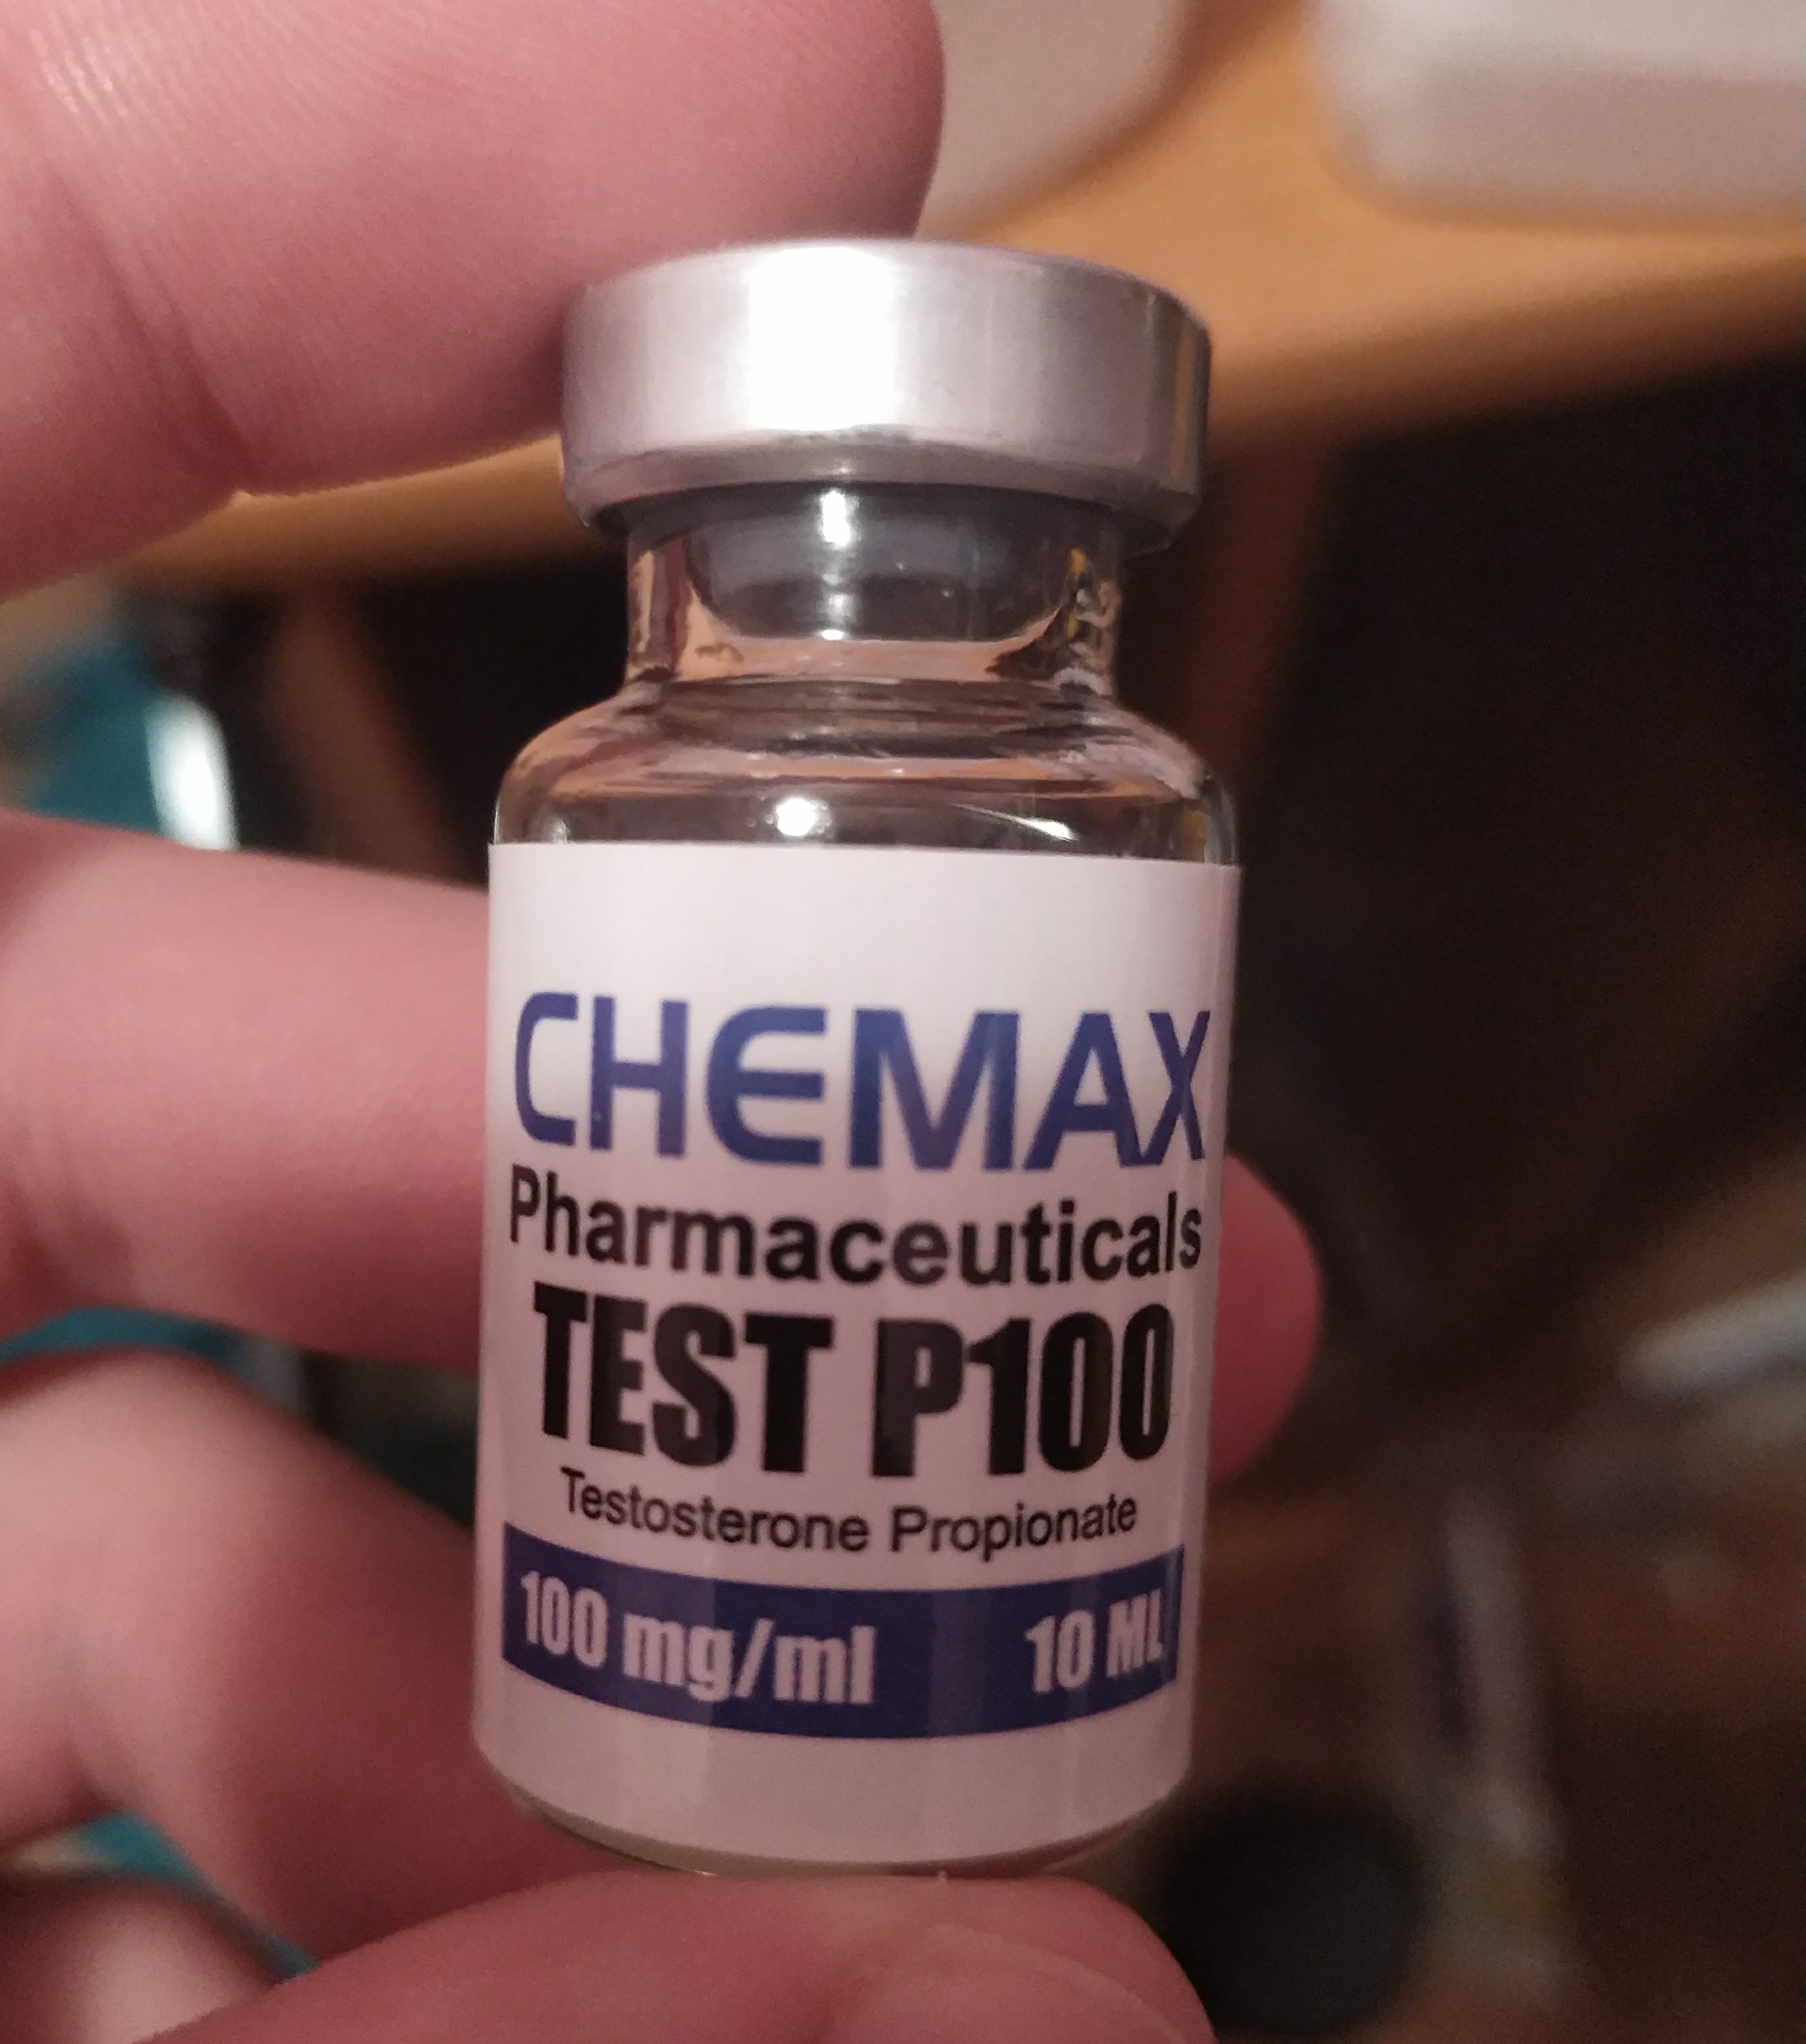 CHEMAX
Pharmaceuticals
TEST P100
Testosterone Propionate
100 mg/ml 10 ML